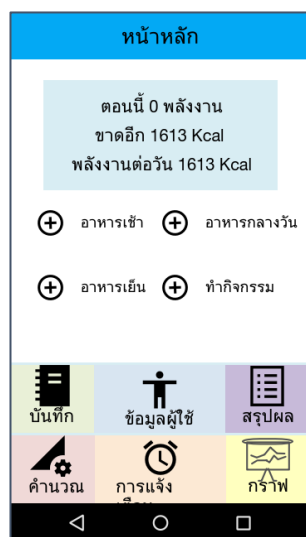 หน้าหลัก
ตอนนี้ 0 พลังงาน
ขาดอีก 1613 Kcal
พลังงานต่อวัน 1613 Kcal
อาหารเช้า อาหารกลางวัน
อาหารเย็น ทำกิจกรรม
บันทึก ข้อมูลผู้ใช้ สรุปผล
คำนวณ การแจ้ง กราฟ